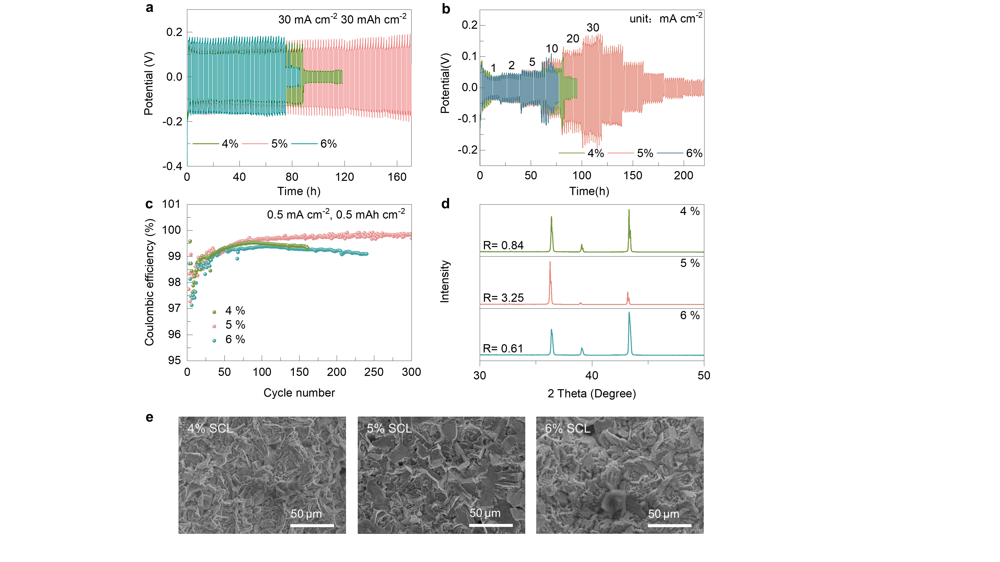 a
30 mA cm-2 30 mAh cm-2
0.2
0.0
-0.2
-0.4
Potential (V)
4% 5% 6%
0 40 80 120 160
Time (h)
b
unit: mA cm-2
0.2
0.1
0.0
-0.1
-0.2
Potential(V)
1 2 5 10 20 30
4% 5% 6%
0 50 100 150 200
Time(h)
c
0.5 mA cm-2, 0.5 mAh cm-2
101
100
99
98
97
96
95
Coulombic efficiency (%)
4 %
5 %
6 %
0 50 100 150 200 250 300
Cycle number
d
4 %
R= 0.84
5 %
R= 3.25
6 %
R= 0.61
Intensity
30 40 50
2 Theta (Degree)
e
4% SCL
50 μm
5% SCL
50 μm
6% SCL
50 μm